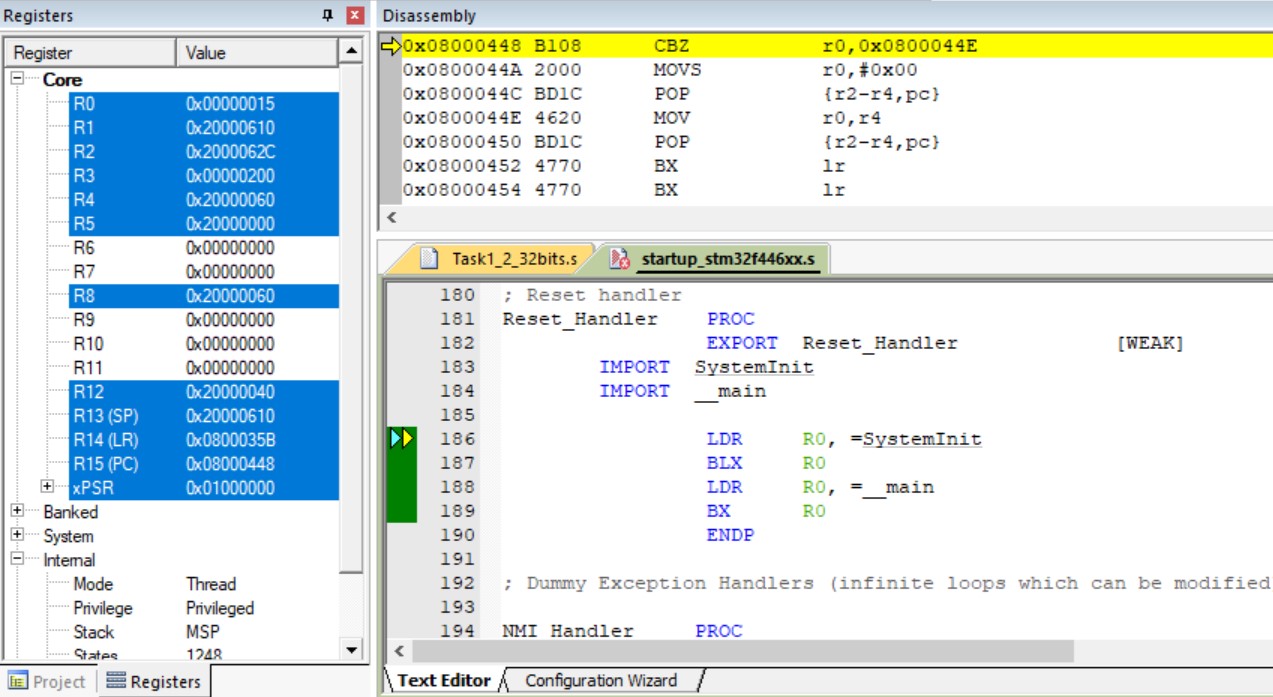 Registers
Register Value
Core
R0 0x00000015
R1 0x20000610
R2 0x2000062C
R3 0x00000200
R4 0x20000060
R5 0x20000000
R6 0x00000000
R7 0x00000000
R8 0x20000060
R9 0x00000000
R10 0x00000000
R11 0x00000000
R12 0x20000040
R13 (SP) 0x20000610
R14 (LR) 0x0800035B
R15 (PC) 0x08000448
xPSR 0x01000000
Banked
System
Internal
Mode Thread
Privilege Privileged
Stack MSP
States 1248
Project Registers
Disassembly
0x08000448 B108 CBZ r0,0x0800044E
0x0800044A 2000 MOVS r0,#0x00
0x0800044C BD1C POP {r2-r4,pc}
0x0800044E 4620 MOV r0,r4
0x08000450 BD1C POP {r2-r4,pc}
0x08000452 4770 BX lr
0x08000454 4770 BX lr
Task1_2_32bits.s startup_stm32f446xx.s
180 ; Reset handler
181 Reset_Handler PROC
182 EXPORT Reset_Handler [WEAK]
183 IMPORT SystemInit
184 IMPORT __main
185
186 LDR R0, =SystemInit
187 BLX R0
188 LDR R0, =__main
189 BX R0
190 ENDP
191
192 ; Dummy Exception Handlers (infinite loops which can be modified
193
194 NMI_Handler PROC
Text Editor Configuration Wizard